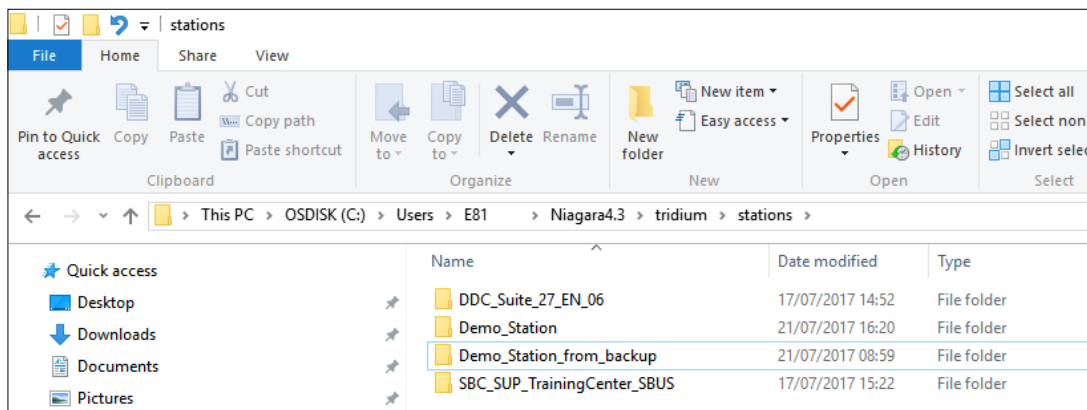 stations
File Home Share View
Pin to Quick access
Copy
Paste
Cut
Copy path
Paste shortcut
Clipboard
Move to
Copy to
Delete
Rename
Organize
New folder
New item
Easy access
New
Properties
Open
Edit
History
Open
Select all
Select non
Invert selec
Select
This PC > OSDISK (C:) > Users > E81 > Niagara4.3 > tridium > stations >
Quick access
Desktop
Downloads
Documents
Pictures
Name Date modified Type
DDC_Suite_27_EN_06 17/07/2017 14:52 File folder
Demo_Station 21/07/2017 16:20 File folder
Demo_Station_from_backup 21/07/2017 08:59 File folder
SBC_SUP_TrainingCenter_SBUS 17/07/2017 15:22 File folder